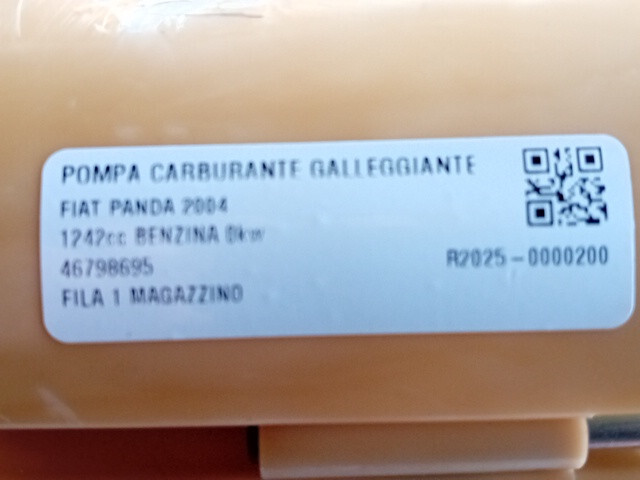 POMPA CARBURANTE GALLEGGIANTE
FIAT PANDA 2004
1242cc BENZINA 0kw
46798695
R2025-0000200
FILA 1 MAGAZZINO